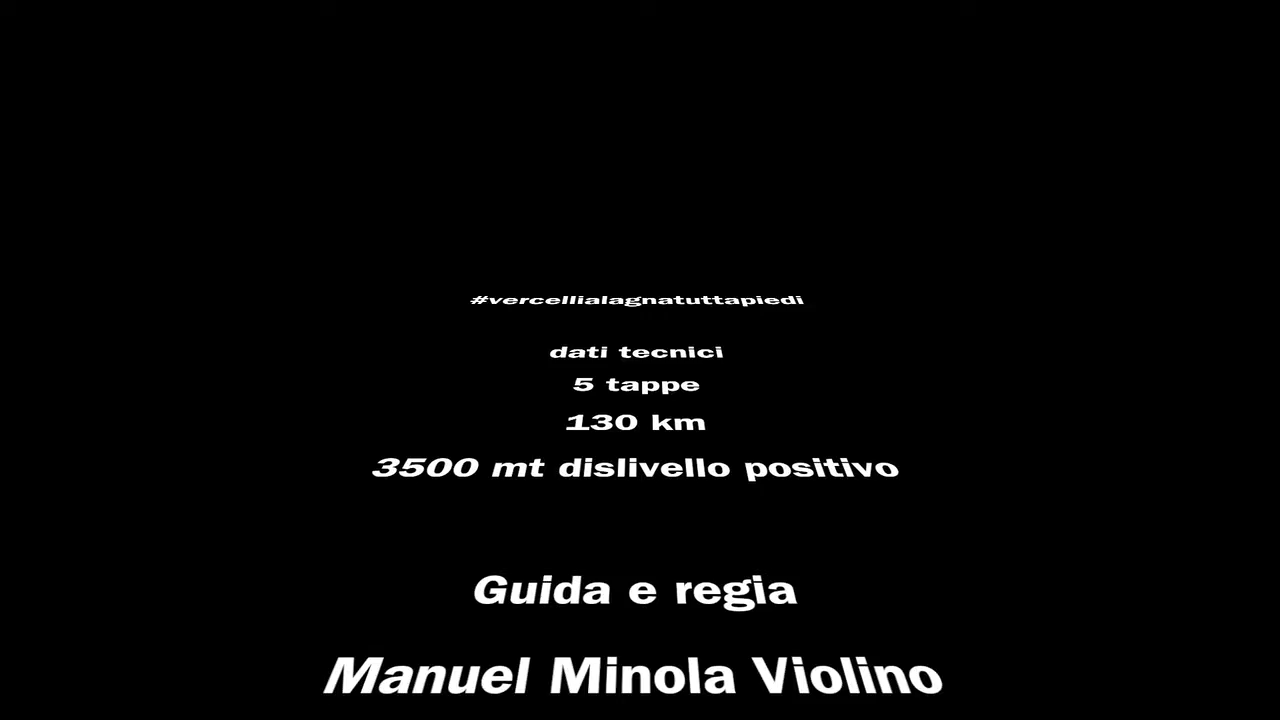 #vercellialagnatuttapiedi
dati tecnici
5 tappe
130 km
3500 mt dislivello positivo
Guida e regia
Manuel Minola Violino